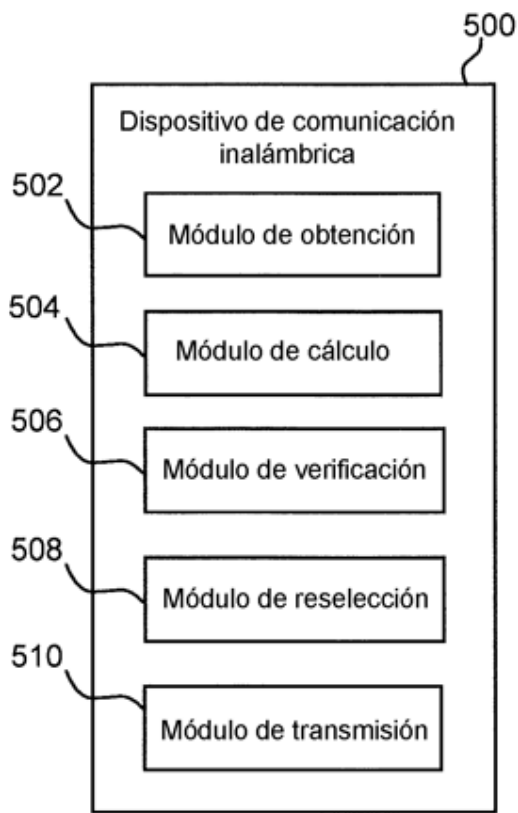 500
Dispositivo de comunicación
inalámbrica
502
Módulo de obtención
504
Módulo de cálculo
506
Módulo de verificación
508
Módulo de reselección
510
Módulo de transmisión